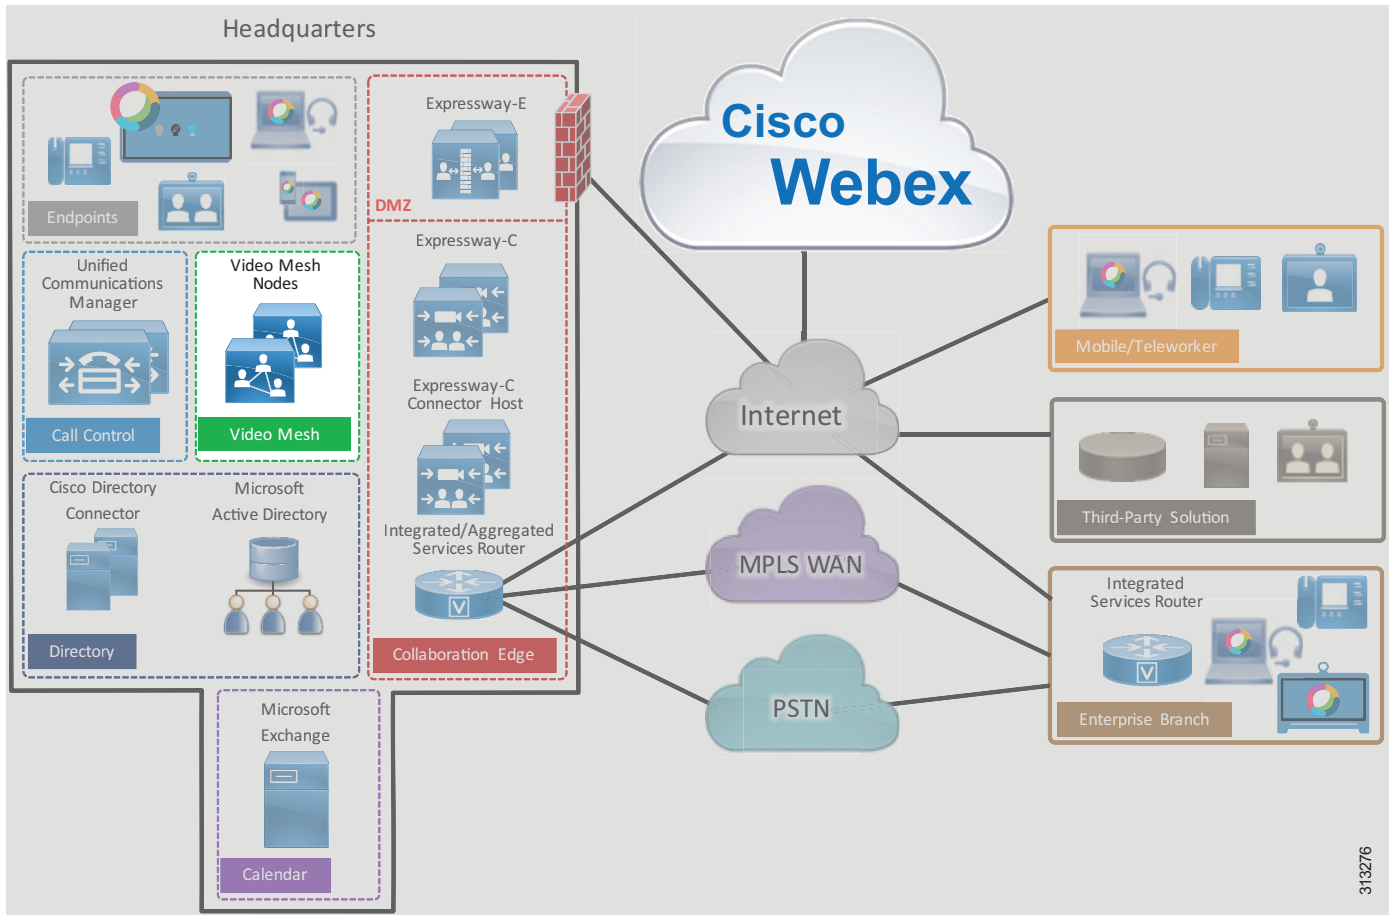 Headquarters
Endpoints
Expressway-E
DMZ
Unified
Communications
Manager
Call Control
Video Mesh
Nodes
Video Mesh
Expressway-C
Expressway-C
Connector Host
Integrated/Aggregated
Services Router
V
Collaboration Edge
Cisco Directory
Connector
Microsoft
Active Directory
Directory
Microsoft
Exchange
Calendar
Cisco
Webex
Internet
MPLS WAN
PSTN
Mobile/Teleworker
Third-Party Solution
Integrated
Services Router
V
Enterprise Branch
313276